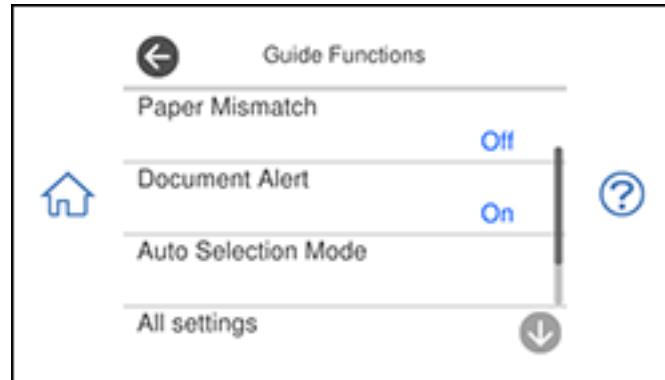 Guide Functions
Paper Mismatch
Off
Document Alert
On
Auto Selection Mode
All settings